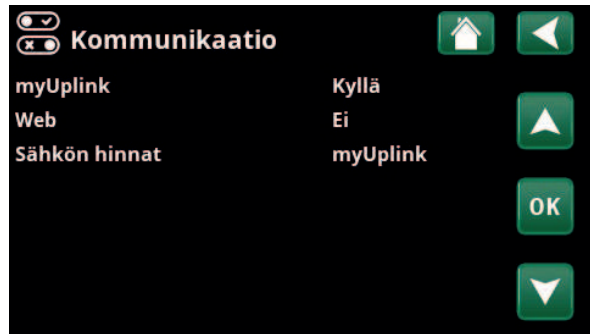 Kommunikaatio
myUplink Kyllä
Web Ei
Sähkön hinnat myUplink
OK